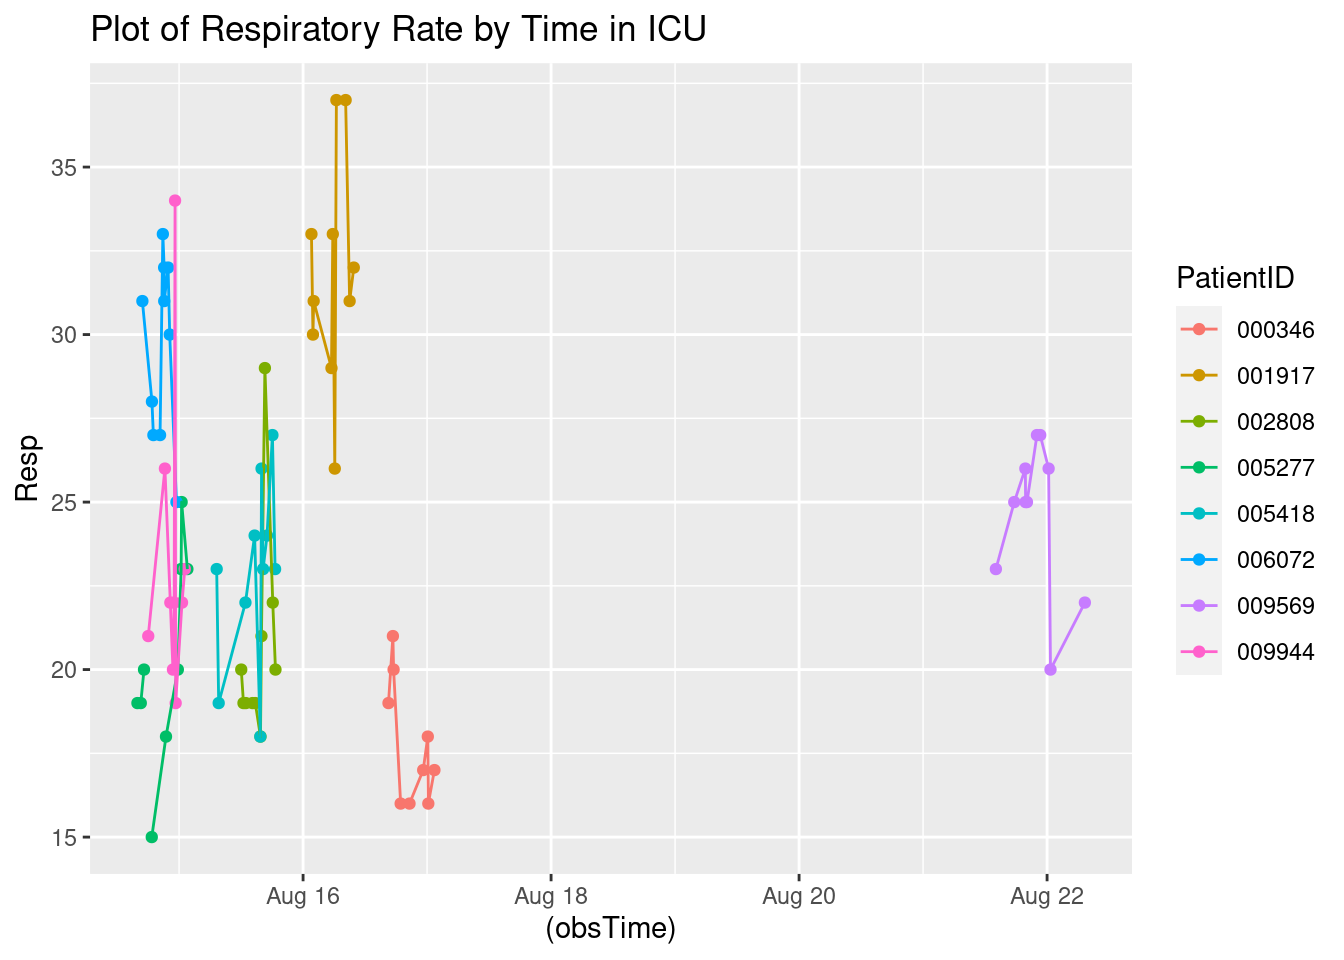 Plot of Respiratory Rate by Time in ICU
35
30
25
20
15
Resp
Aug 16
Aug 18
Aug 20
Aug 22
(obsTime)
PatientID
000346
001917
002808
005277
005418
006072
009569
009944